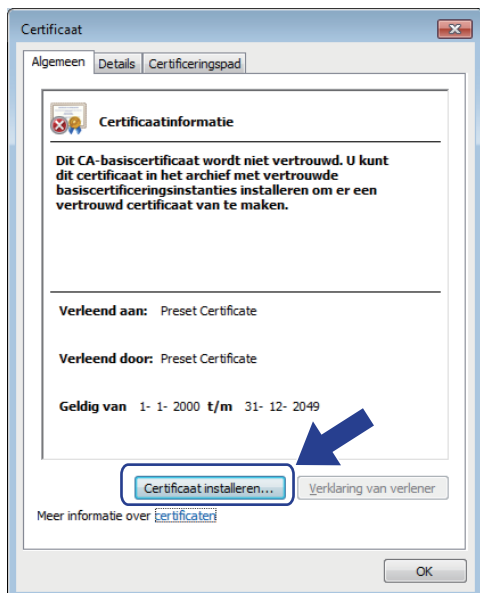 Certificaat
Algemeen Details Certificeringspad
Certificaatinformatie
Dit CA-basiscertificaat wordt niet vertrouwd. U kunt
dit certificaat in het archief met vertrouwde
basiscertificeringsinstanties installeren om er een
vertrouwd certificaat van te maken.
Verleend aan: Preset Certificate
Verleend door: Preset Certificate
Geldig van 1- 1- 2000 t/m 31- 12- 2049
Certificaat installeren... Verklaring van verlener
Meer informatie over certificaten
OK